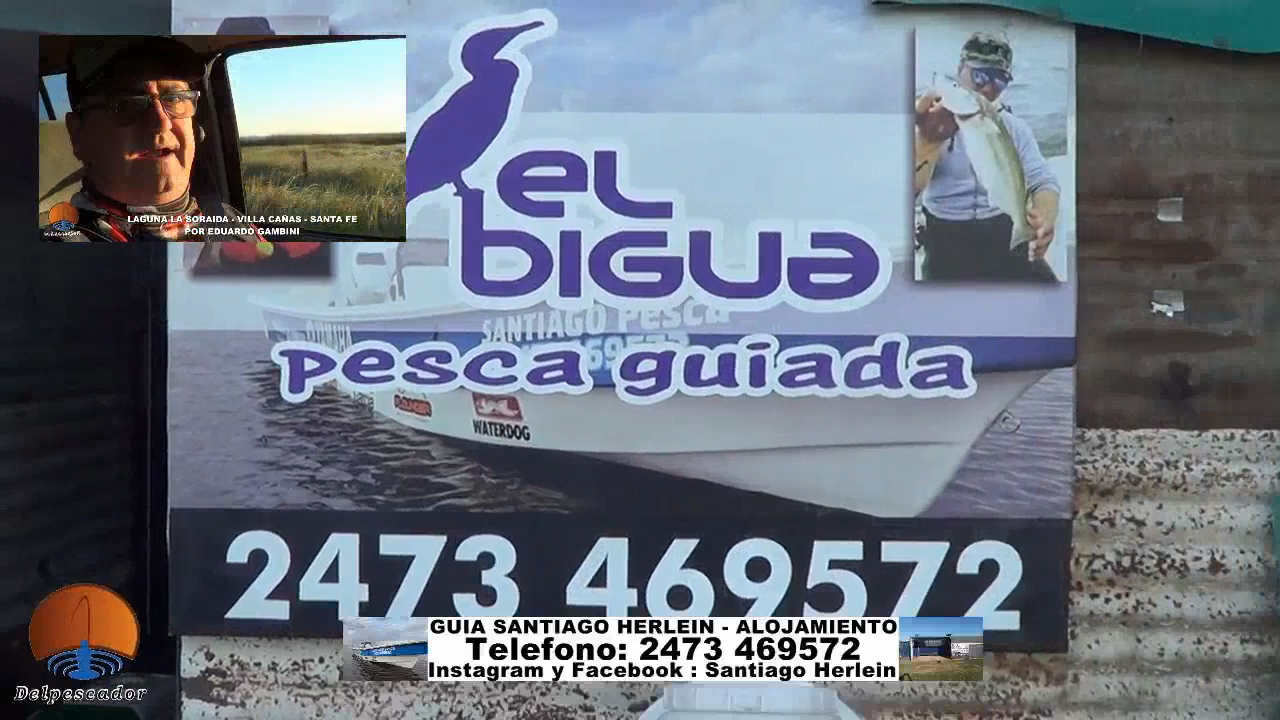 LAGUNA LA SORAIDA - VILLA CAÑAS - SANTA FE
POR EDUARDO GAMBINI
EL
BIGUA
SANTIAGO Pesca
pesca guiada
YAMAHA
WATERDOG
2473 469572
GUIA SANTIAGO HERLEIN - ALOJAMIENTO
Telefono: 2473 469572
Instagram y Facebook : Santiago Herlein
Delpescador